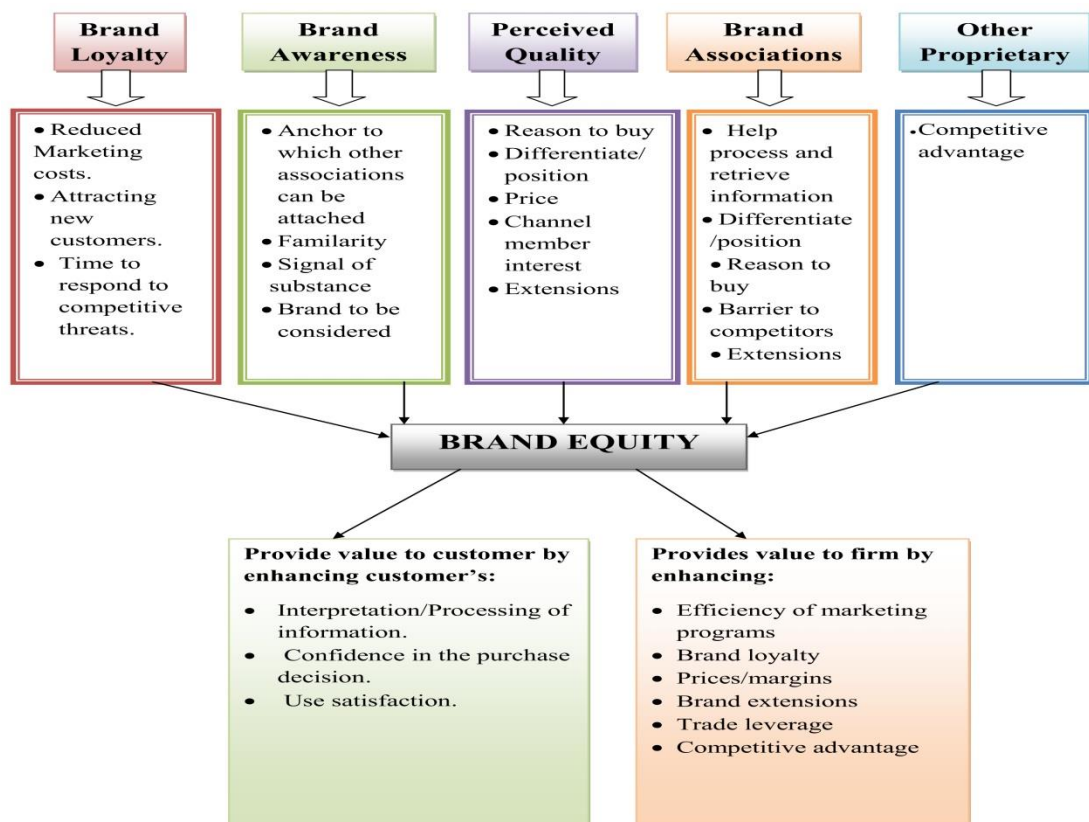 Brand
Loyalty
Brand
Awareness
Perceived
Quality
Brand
Associations
Other
Proprietary
• Reduced
Marketing
costs.
• Attracting
new
customers.
• Time to
respond to
competitive
threats.
• Anchor to
which other
associations
can be
attached
• Familarity
• Signal of
substance
• Brand to be
considered
• Reason to buy
• Differentiate/
position
• Price
• Channel
member
interest
• Extensions
• Help
process and
retrieve
information
• Differentiate
/position
• Reason to
buy
• Barrier to
competitors
• Extensions
•Competitive
advantage
BRAND EQUITY
Provide value to customer by
enhancing customer’s:
• Interpretation/Processing of
information.
• Confidence in the purchase
decision.
• Use satisfaction.
Provides value to firm by
enhancing:
• Efficiency of marketing
programs
• Brand loyalty
• Prices/margins
• Brand extensions
• Trade leverage
• Competitive advantage